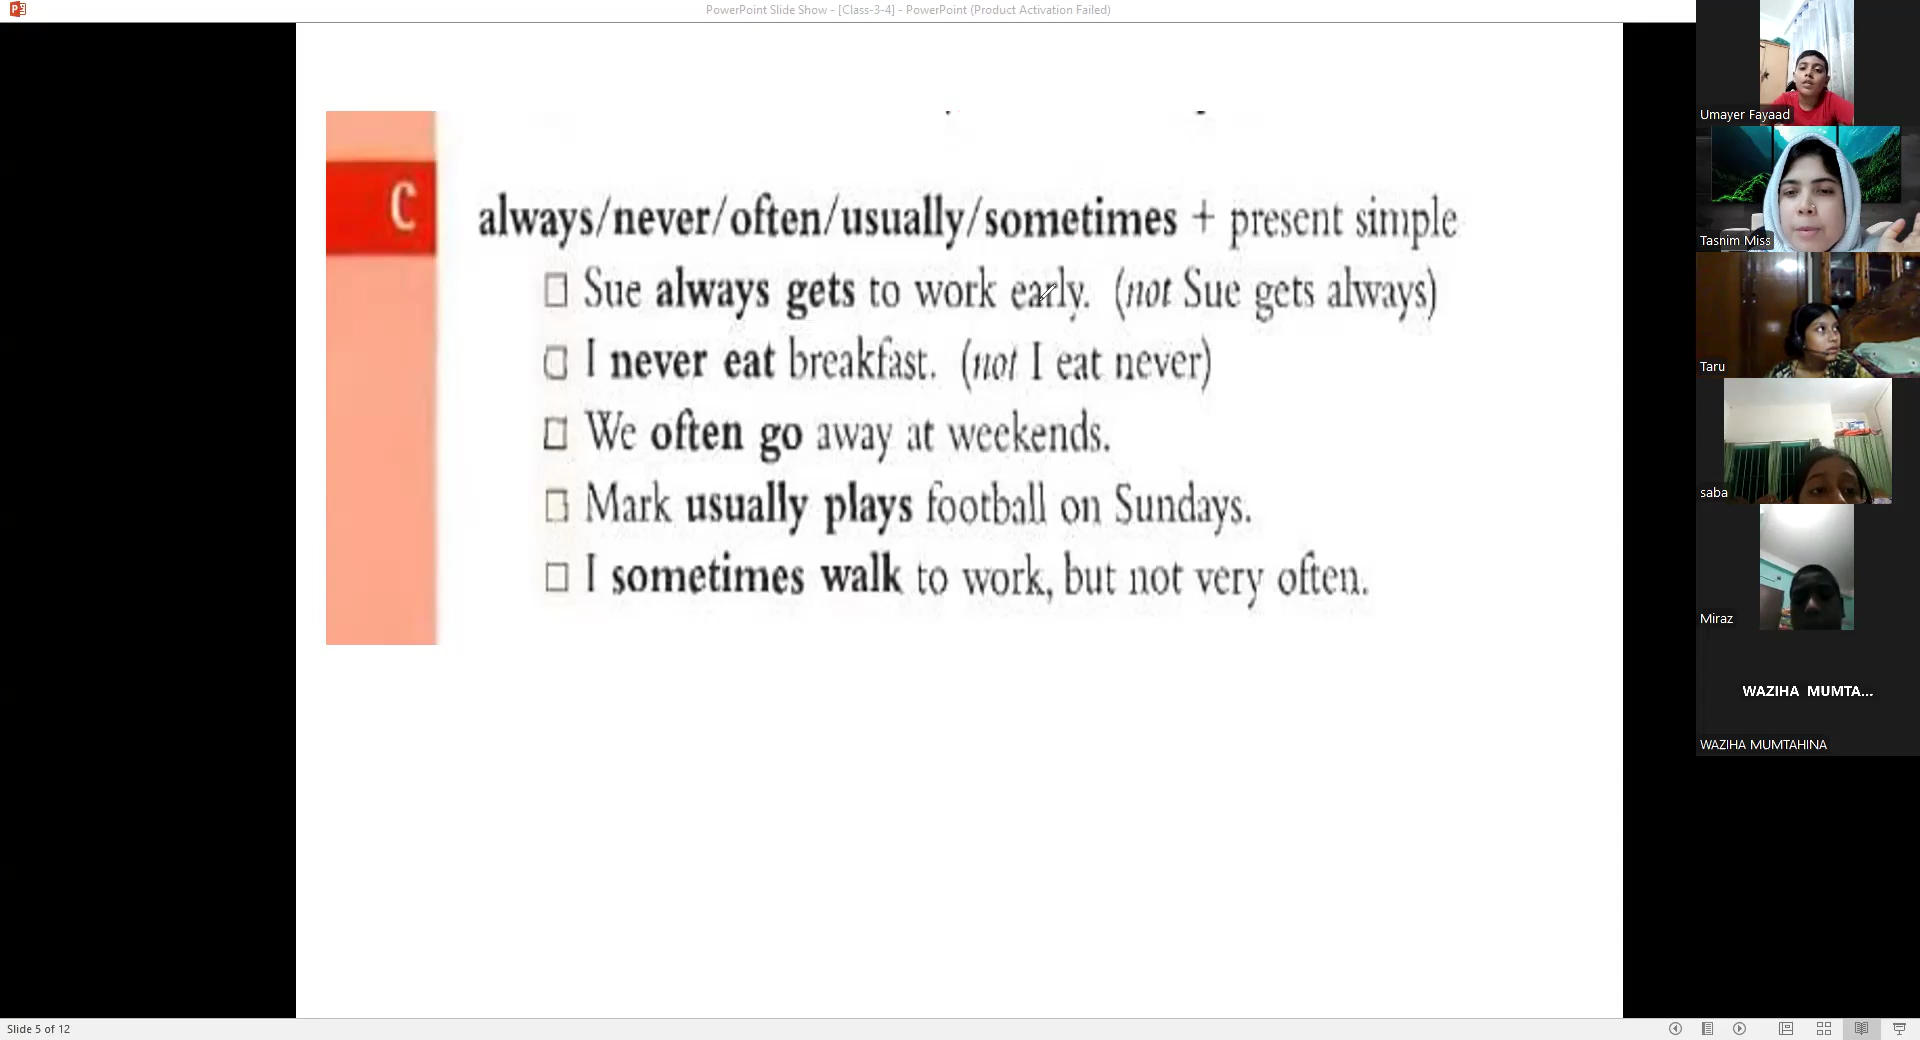 PowerPoint Slide Show - [Class-3-4] - PowerPoint (Product Activation Failed)
C
always/never/often/usually/sometimes + present simple
□ Sue always gets to work early. (not Sue gets always)
□ I never eat breakfast. (not I eat never)
□ We often go away at weekends.
□ Mark usually plays football on Sundays.
□ I sometimes walk to work, but not very often.
Umayer Fayaad
Tashim Miss
Taru
saba
Miraz
WAZIHA MUMTA...
WAZIHA MUMTAHINA
Slide 5 of 12